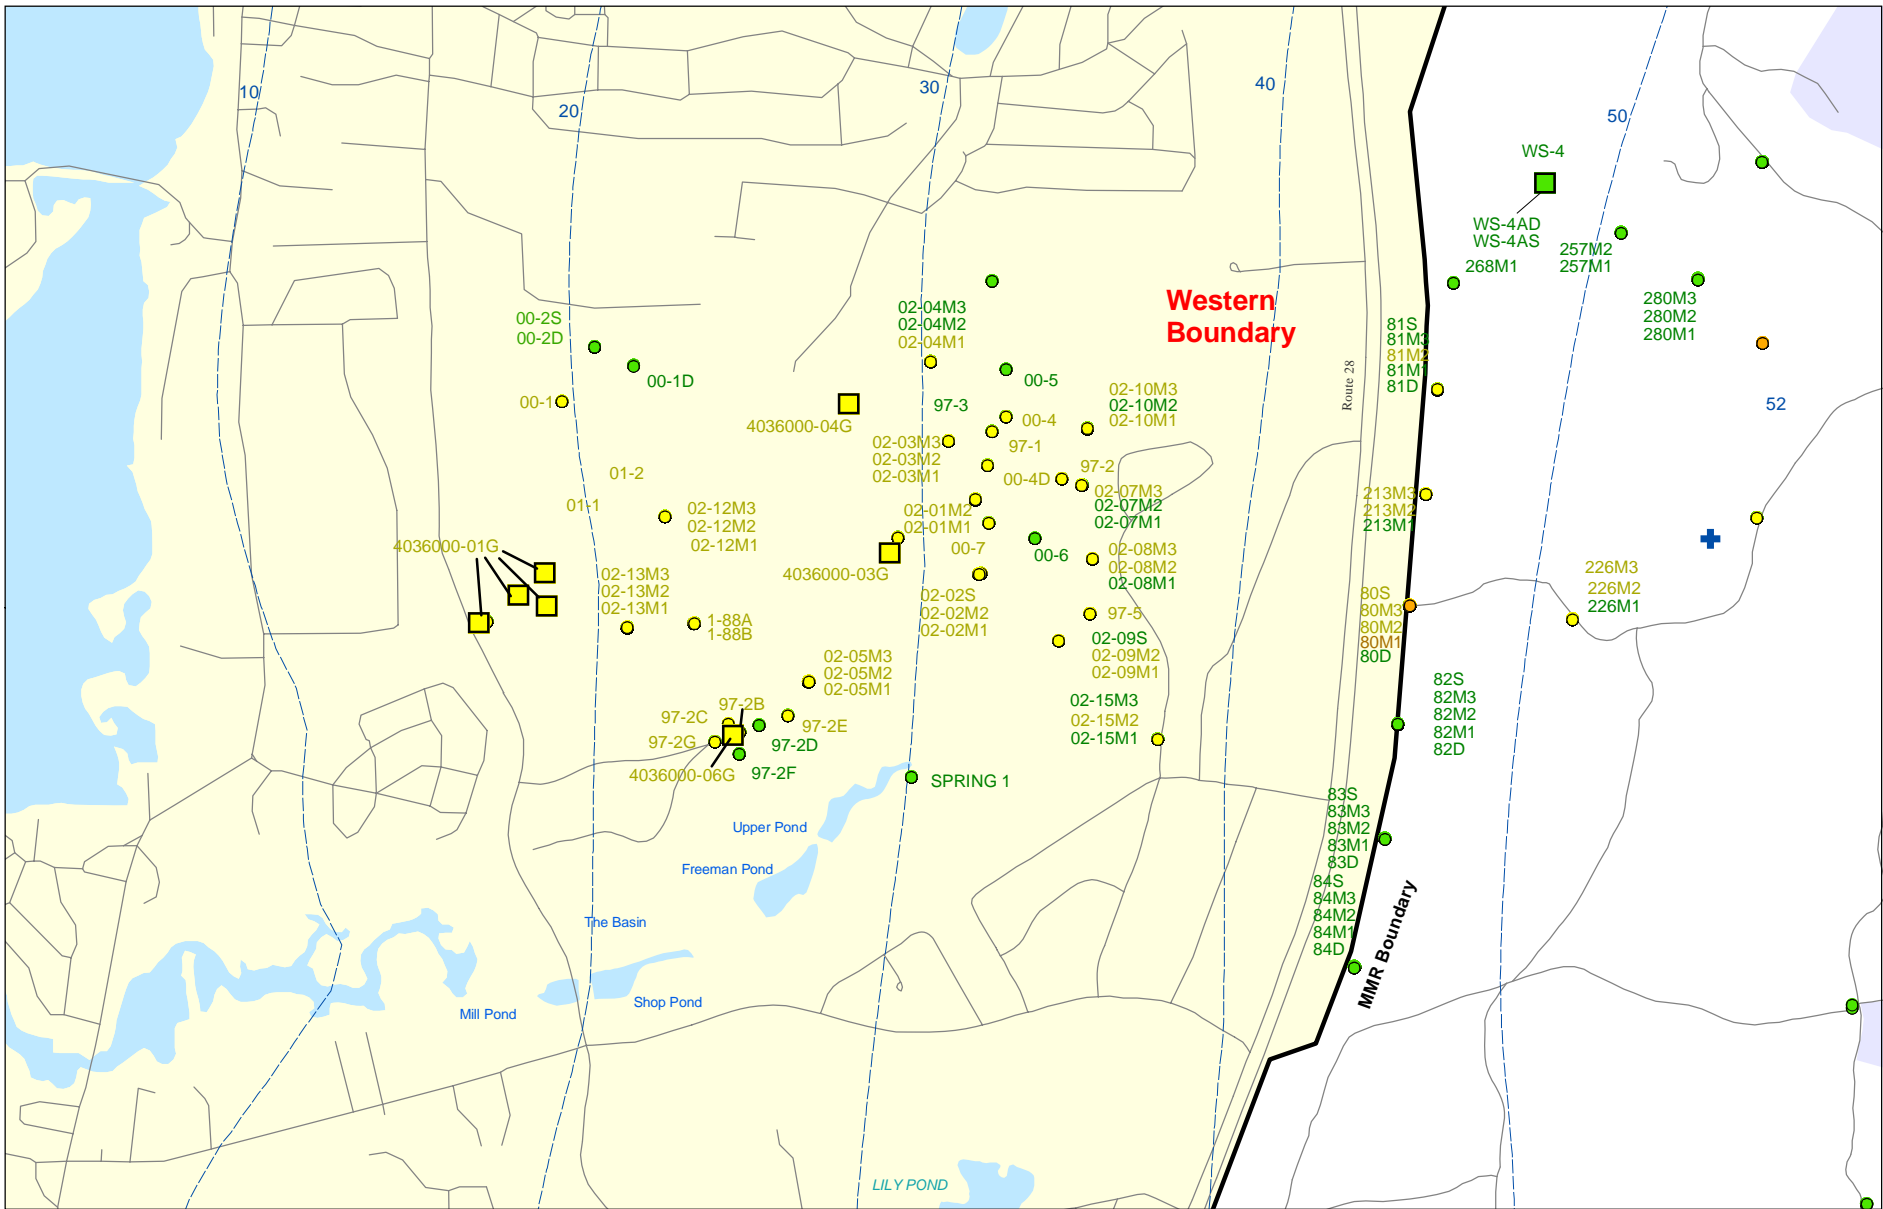 10
20
30
40
50
52
WS-4
WS-4AD
WS-4AS
257M2
257M1
268M1
280M3
280M2
280M1
Western
Boundary
00-2S
00-2D
00-1D
00-1
02-04M3
02-04M2
02-04M1
00-5
97-3
00-4
97-1
02-10M3
02-10M2
02-10M1
81S
81M3
81M2
81M1
81D
Route 28
4036000-04G
02-03M3
02-03M2
02-03M1
00-4D
97-2
02-07M3
02-07M2
02-07M1
01-2
01-1
02-12M3
02-12M2
02-12M1
02-01M2
02-01M1
00-7
00-6
213M3
213M2
213M1
4036000-01G
4036000-03G
02-08M3
02-08M2
02-08M1
02-13M3
02-13M2
02-13M1
1-88A
1-88B
02-02S
02-02M2
02-02M1
97-5
02-09S
02-09M2
02-09M1
80S
80M3
80M2
80M1
80D
226M3
226M2
226M1
02-05M3
02-05M2
02-05M1
97-2B
97-2C
97-2E
97-2G
97-2D
97-2F
4036000-06G
02-15M3
02-15M2
02-15M1
82S
82M3
82M2
82M1
82D
SPRING 1
83S
83M3
83M2
83M1
83D
84S
84M3
84M2
84M1
84D
MMR Boundary
Upper Pond
Freeman Pond
The Basin
Shop Pond
Mill Pond
LILY POND